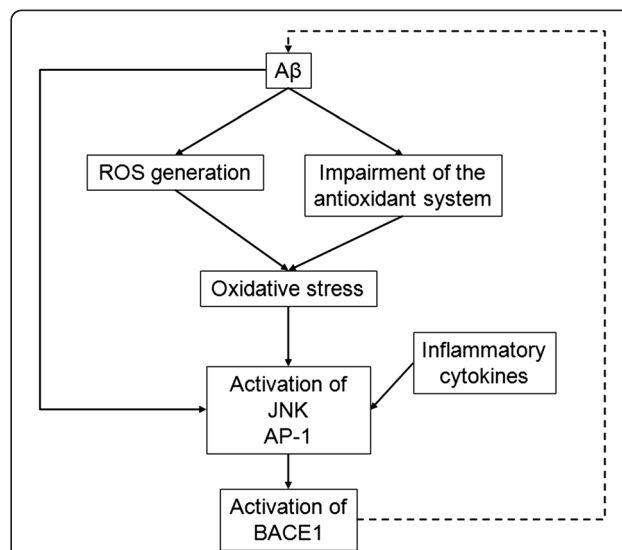 Aβ
ROS generation
Impairment of the
antioxidant system
Oxidative stress
Inflammatory
cytokines
Activation of
JNK
AP-1
Activation of
BACE1